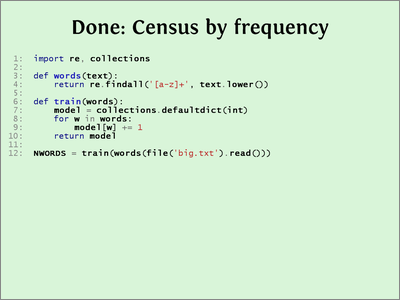 Done: Census by frequency
1: import re, collections
2:
3: def words(text):
4:     return re.findall('[a-z]+', text.lower())
5:
6: def train(words):
7:     model = collections.defaultdict(int)
8:     for w in words:
9:         model[w] += 1
10:     return model
11:
12: NWORDS = train(words(file('big.txt').read()))